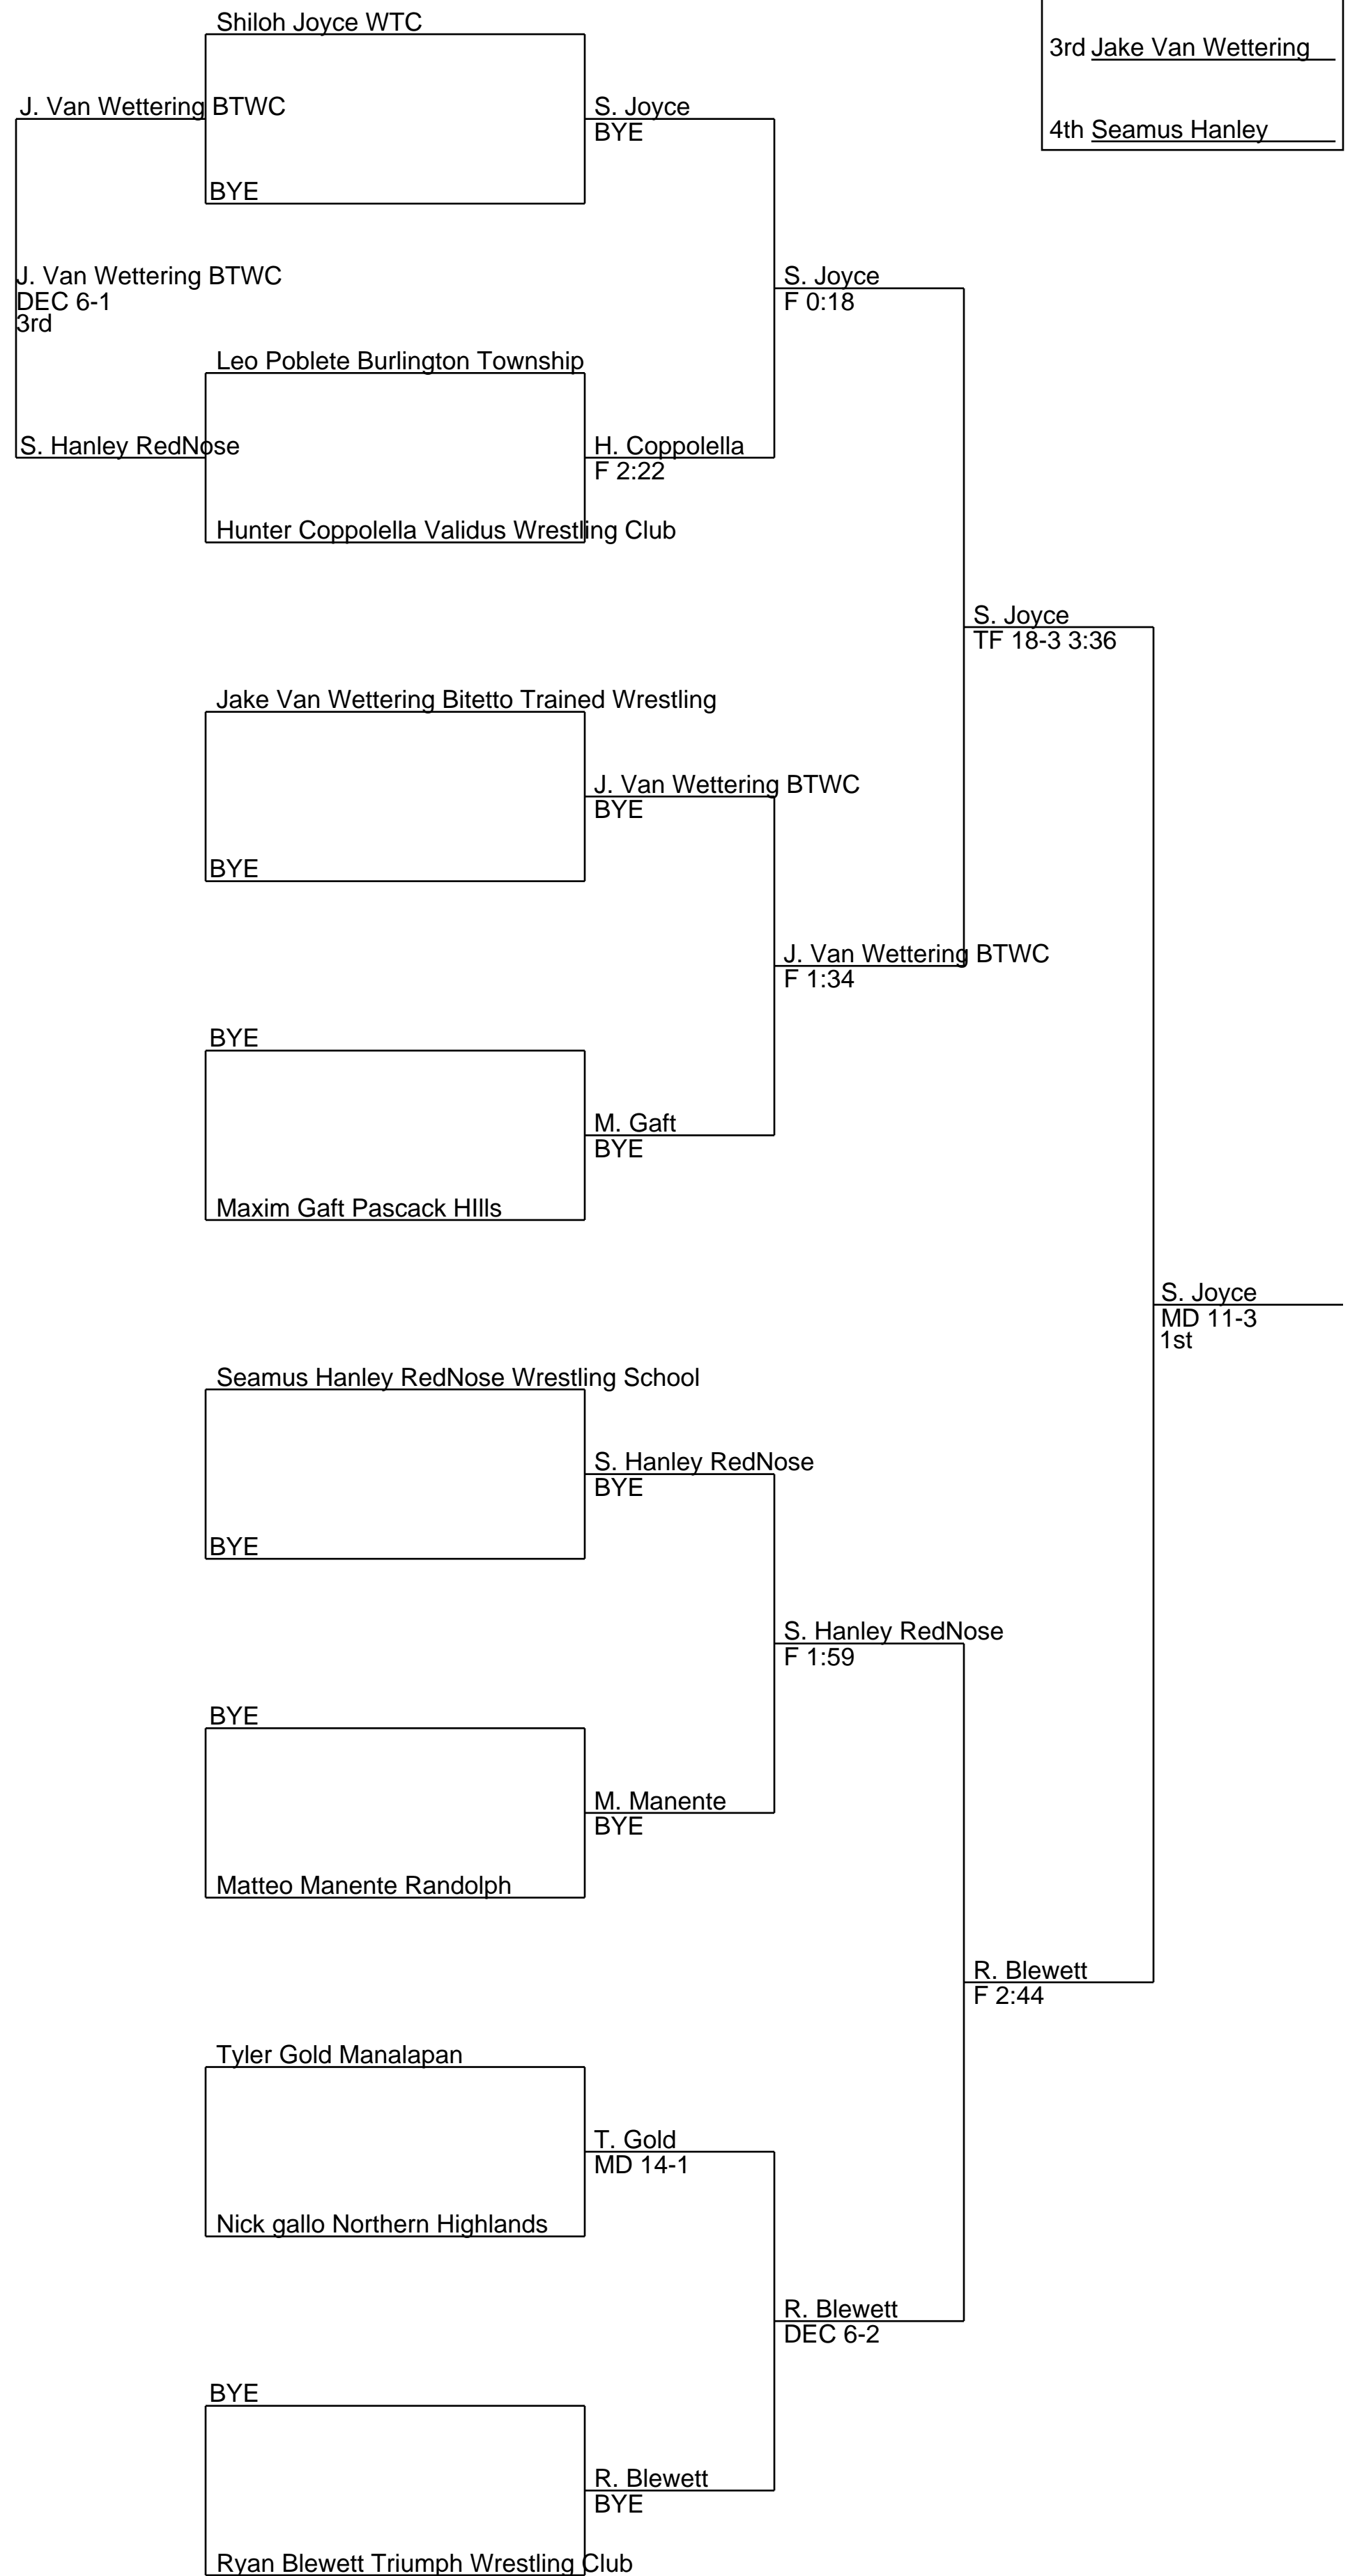 Shiloh Joyce WTC
3rd Jake Van Wettering
J. Van Wettering BTWC
S. Joyce
BYE
4th Seamus Hanley
BYE
J. Van Wettering BTWC
DEC 6-1
3rd
S. Joyce
F 0:18
Leo Poblete Burlington Township
S. Hanley RedNose
H. Coppolella
F 2:22
Hunter Coppolella Validus Wrestling Club
S. Joyce
TF 18-3 3:36
Jake Van Wettering Bitetto Trained Wrestling
J. Van Wettering BTWC
BYE
BYE
J. Van Wettering BTWC
F 1:34
BYE
M. Gaft
BYE
Maxim Gaft Pascack HIlls
S. Joyce
MD 11-3
1st
Seamus Hanley RedNose Wrestling School
S. Hanley RedNose
BYE
BYE
S. Hanley RedNose
F 1:59
BYE
M. Manente
BYE
Matteo Manente Randolph
R. Blewett
F 2:44
Tyler Gold Manalapan
T. Gold
MD 14-1
Nick gallo Northern Highlands
R. Blewett
DEC 6-2
BYE
R. Blewett
BYE
Ryan Blewett Triumph Wrestling Club